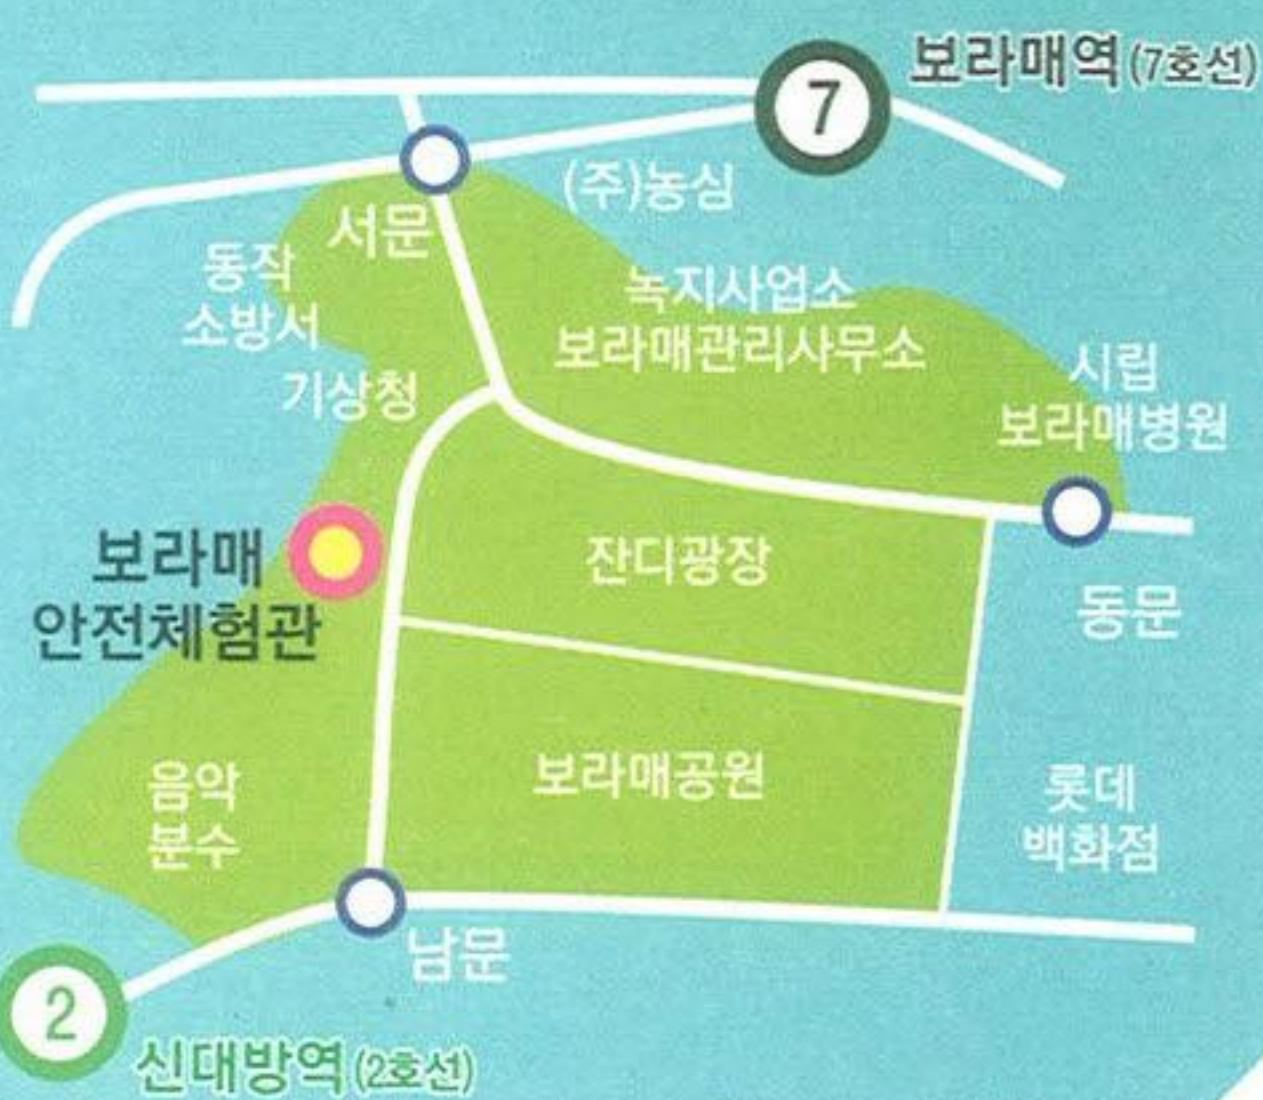 보라매역(7호선)
7
(주)농심
서문
동작
소방서
녹지사업소
보라매관리사무소
기상청
시립
보라매병원
보라매
안전체험관
잔디광장
동문
보라매공원
음악
분수
롯데
백화점
남문
2
신대방역(2호선)